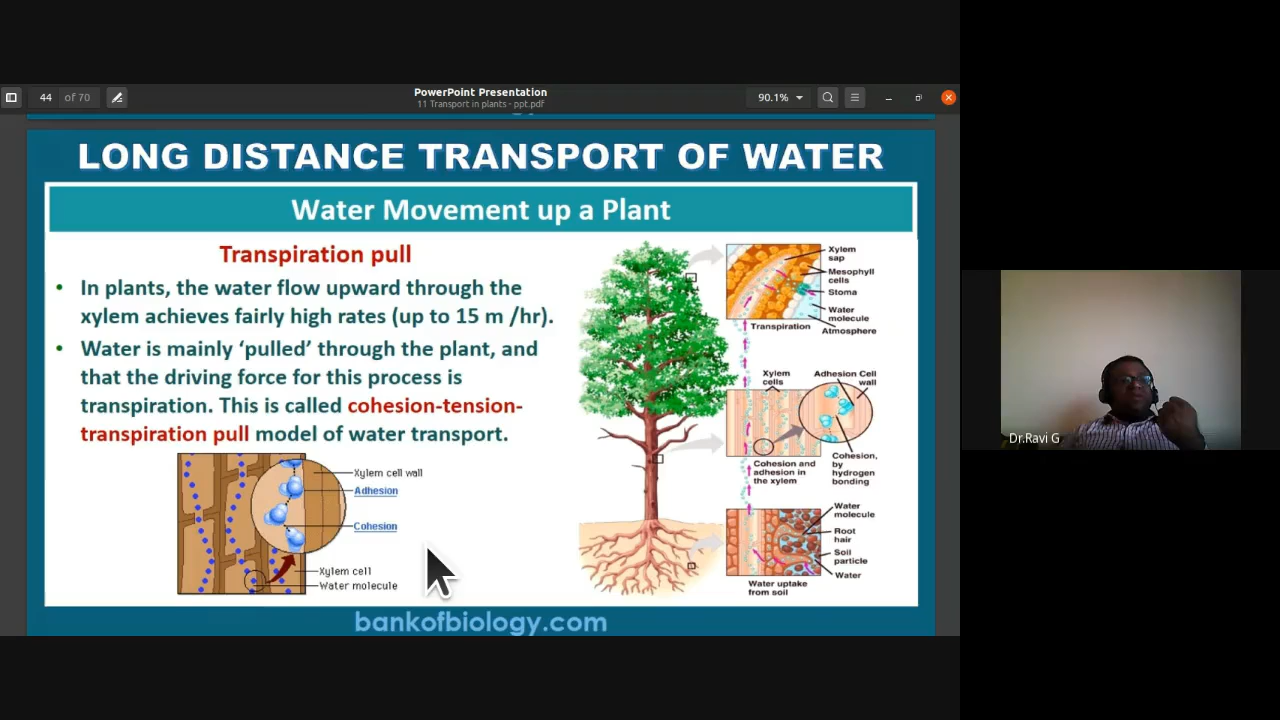 44 of 70
PowerPoint Presentation
11 Transport in plants - ppt.pdf
90.1%
LONG DISTANCE TRANSPORT OF WATER
Water Movement up a Plant
Transpiration pull
• In plants, the water flow upward through the
xylem achieves fairly high rates (up to 15 m /hr).
• Water is mainly ‘pulled’ through the plant, and
that the driving force for this process is
transpiration. This is called cohesion-tension-
transpiration pull model of water transport.
Xylem cell wall
Adhesion
Cohesion
Xylem cell
Water molecule
Xylem
sap
Mesophyll
cells
Stoma
Water
molecule
Atmosphere
Transpiration
Xylem
cells
Adhesion Cell
wall
Cohesion and
adhesion in
the xylem
Cohesion,
by
hydrogen
bonding
Water
molecule
Root
hair
Soil
particle
Water
Water uptake
from soil
bankofbiology.com
Dr.Ravi G